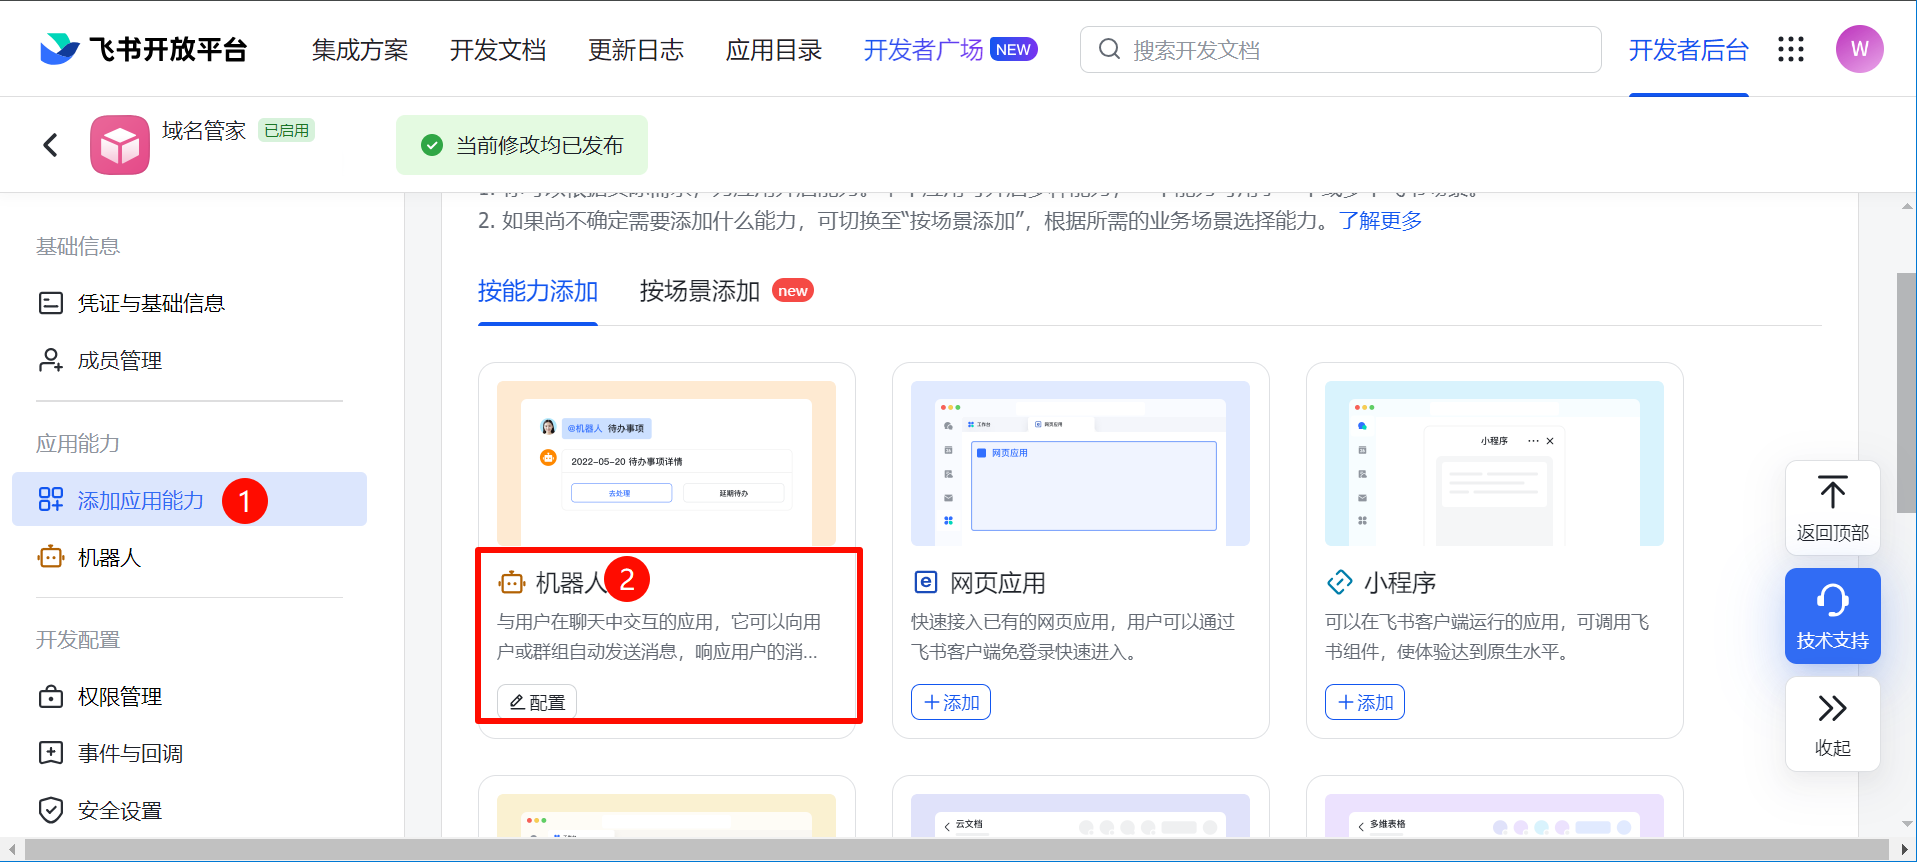 飞书开放平台
集成方案
开发文档
更新日志
应用目录
开发者广场 NEW
搜索开发文档
开发者后台
W
域名管家 已启用
当前修改均已发布
2. 如果尚不确定需要添加什么能力，可切换至“按场景添加”，根据所需的业务场景选择能力。了解更多
基础信息
凭证与基础信息
成员管理
应用能力
添加应用能力 1
机器人
开发配置
权限管理
事件与回调
安全设置
按能力添加
按场景添加 new
@机器人 待办事项
2022-05-20 待办事项详情
去处理
延期待办
机器人 2
与用户在聊天中交互的应用，它可以向用
户或群组自动发送消息，响应用户的消...
配置
工作台
网页应用
网页应用
网页应用
快速接入已有的网页应用，用户可以通过
飞书客户端免登录快速进入。
添加
小程序
小程序
可以在飞书客户端运行的应用，可调用飞
书组件，使体验达到原生水平。
添加
云文档
多维表格
返回顶部
技术支持
收起